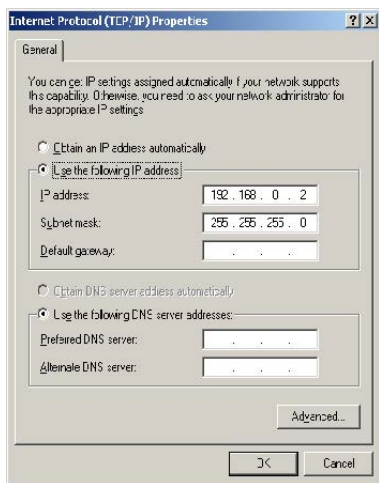 Internet Protocol (TCP/IP) Properties
General
You can get IP settings assigned automatically if your network supports
this capability. Otherwise, you need to ask your network administrator for
the appropriate IP settings.
Obtain an IP address automatically
Use the following IP address:
IP address: 192 . 168 . 0 . 2
Subnet mask: 255 . 255 . 255 . 0
Default gateway: . . .
Obtain DNS server address automatically
Use the following DNS server addresses:
Preferred DNS server: . . .
Alternate DNS server: . . .
Advanced...
OK
Cancel